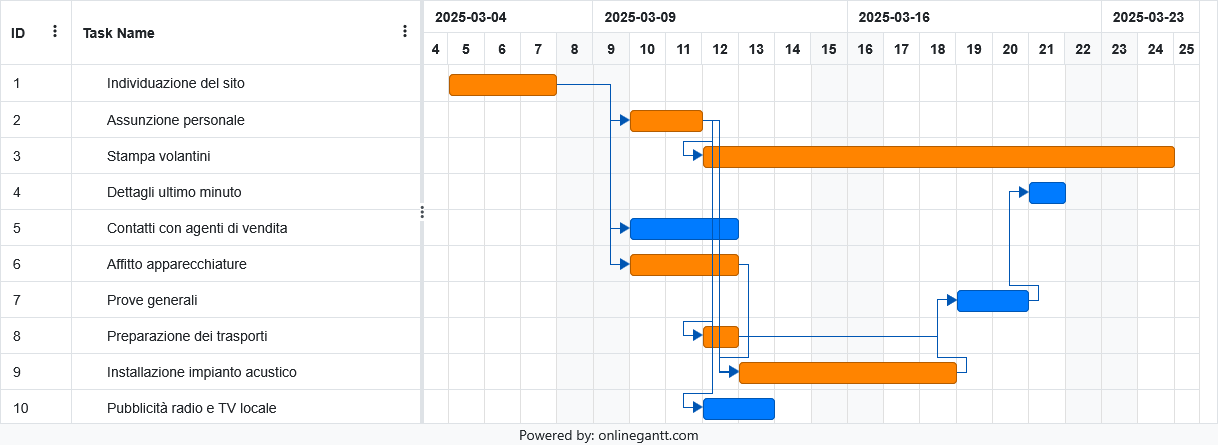 ID Task Name 2025-03-04 2025-03-09 2025-03-16 2025-03-23
4 5 6 7 8 9 10 11 12 13 14 15 16 17 18 19 20 21 22 23 24 25
1 Individuazione del sito
2 Assunzione personale
3 Stampa volantini
4 Dettagli ultimo minuto
5 Contatti con agenti di vendita
6 Affitto apparecchiature
7 Prove generali
8 Preparazione dei trasporti
9 Installazione impianto acustico
10 Pubblicità radio e TV locale
Powered by: onlinegantt.com